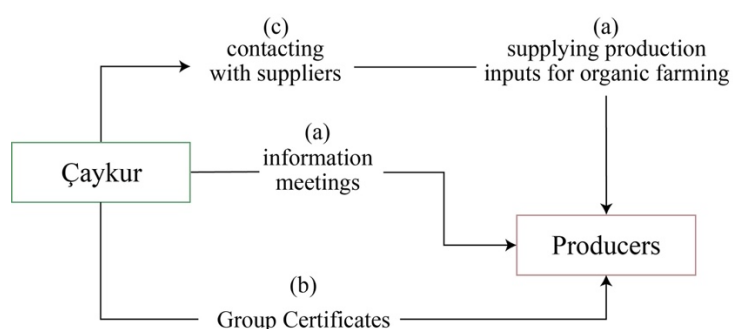 (c)
contacting
with suppliers
(a)
supplying production
inputs for organic farming
(a)
information
meetings
Çaykur
Producers
(b)
Group Certificates